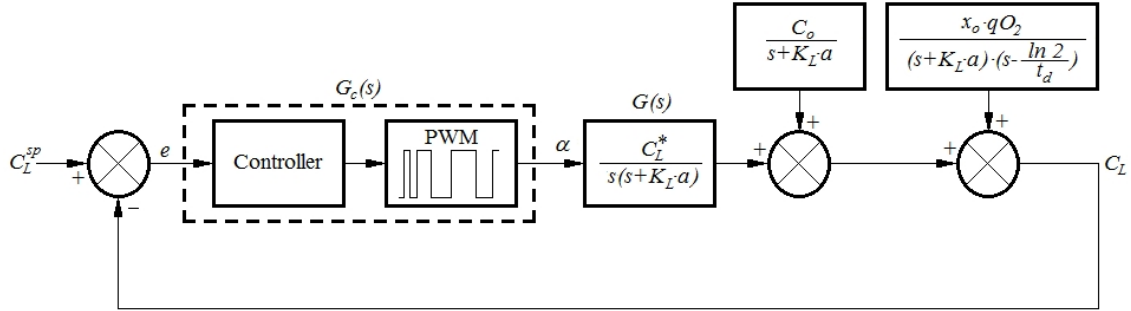 C_o
s+K_L·a
x_o·qO_2
(s+K_L·a)·(s-ln 2/t_d)
G_c(s)
G(s)
C_L^sp
+
−
e
Controller
PWM
α
C_L^*
s(s+K_L·a)
+
+
+
+
C_L